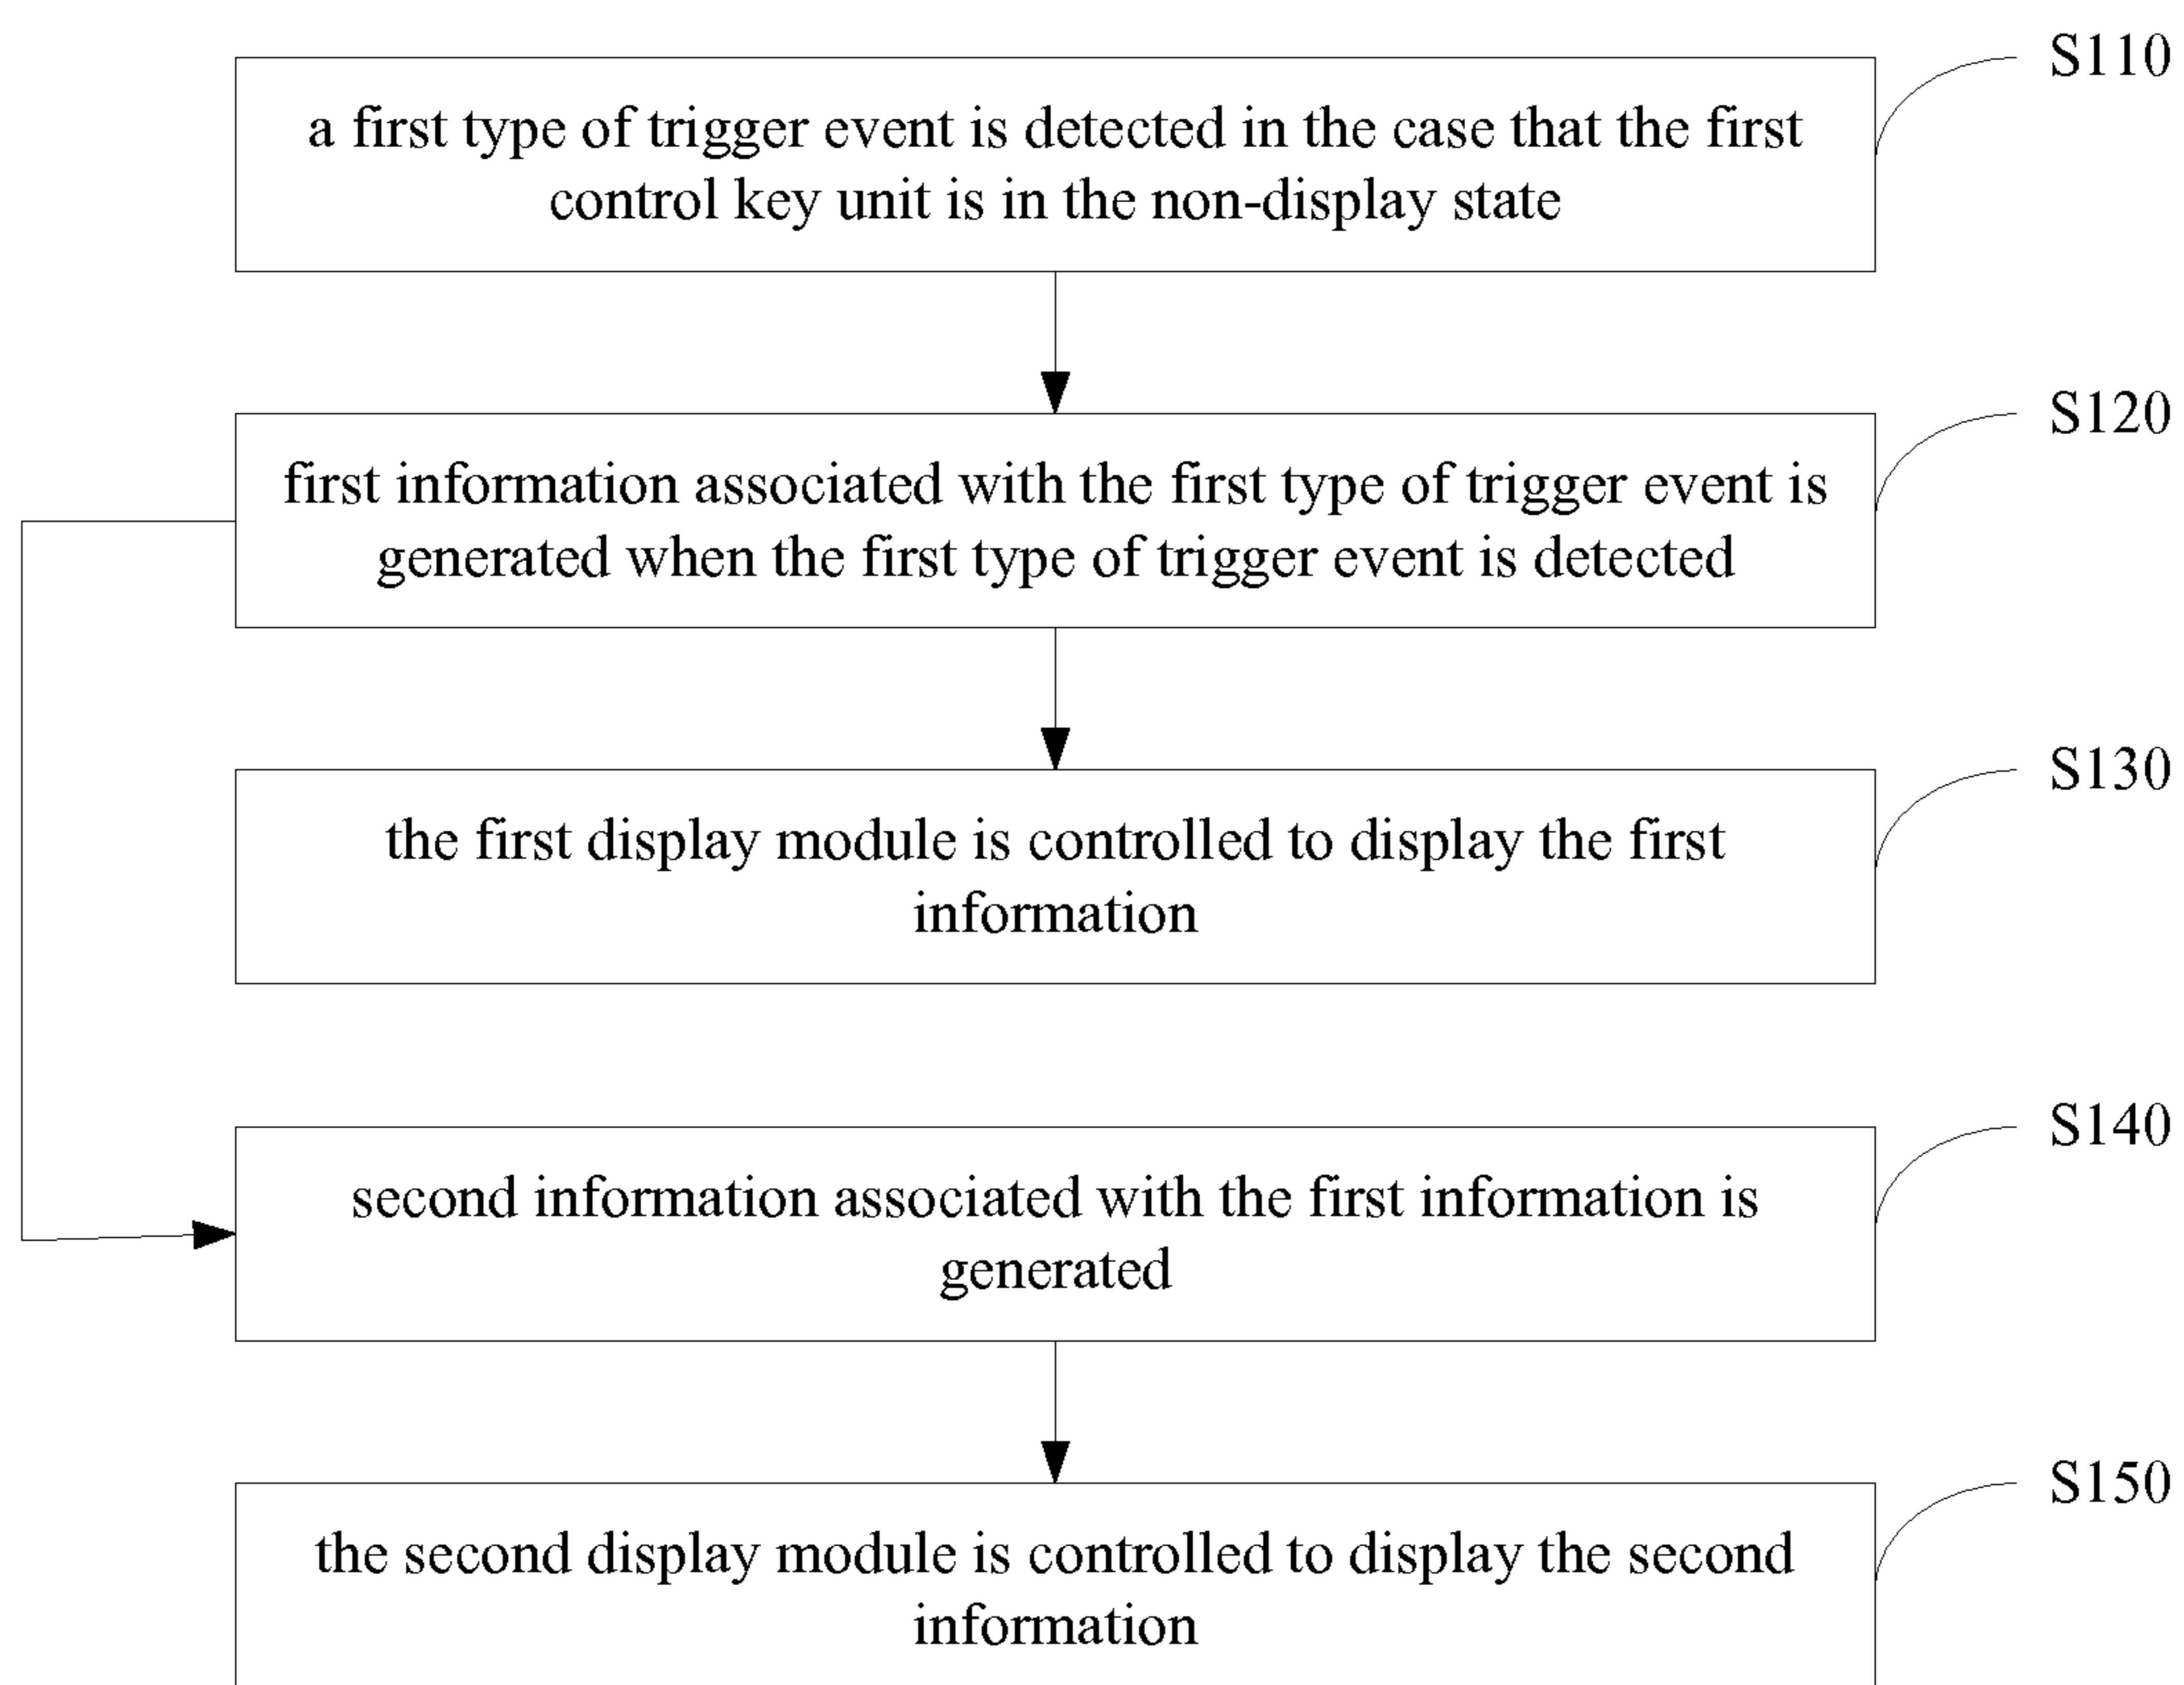 S110
a first type of trigger event is detected in the case that the first
control key unit is in the non-display state
S120
first information associated with the first type of trigger event is
generated when the first type of trigger event is detected
S130
the first display module is controlled to display the first
information
S140
second information associated with the first information is
generated
S150
the second display module is controlled to display the second
information